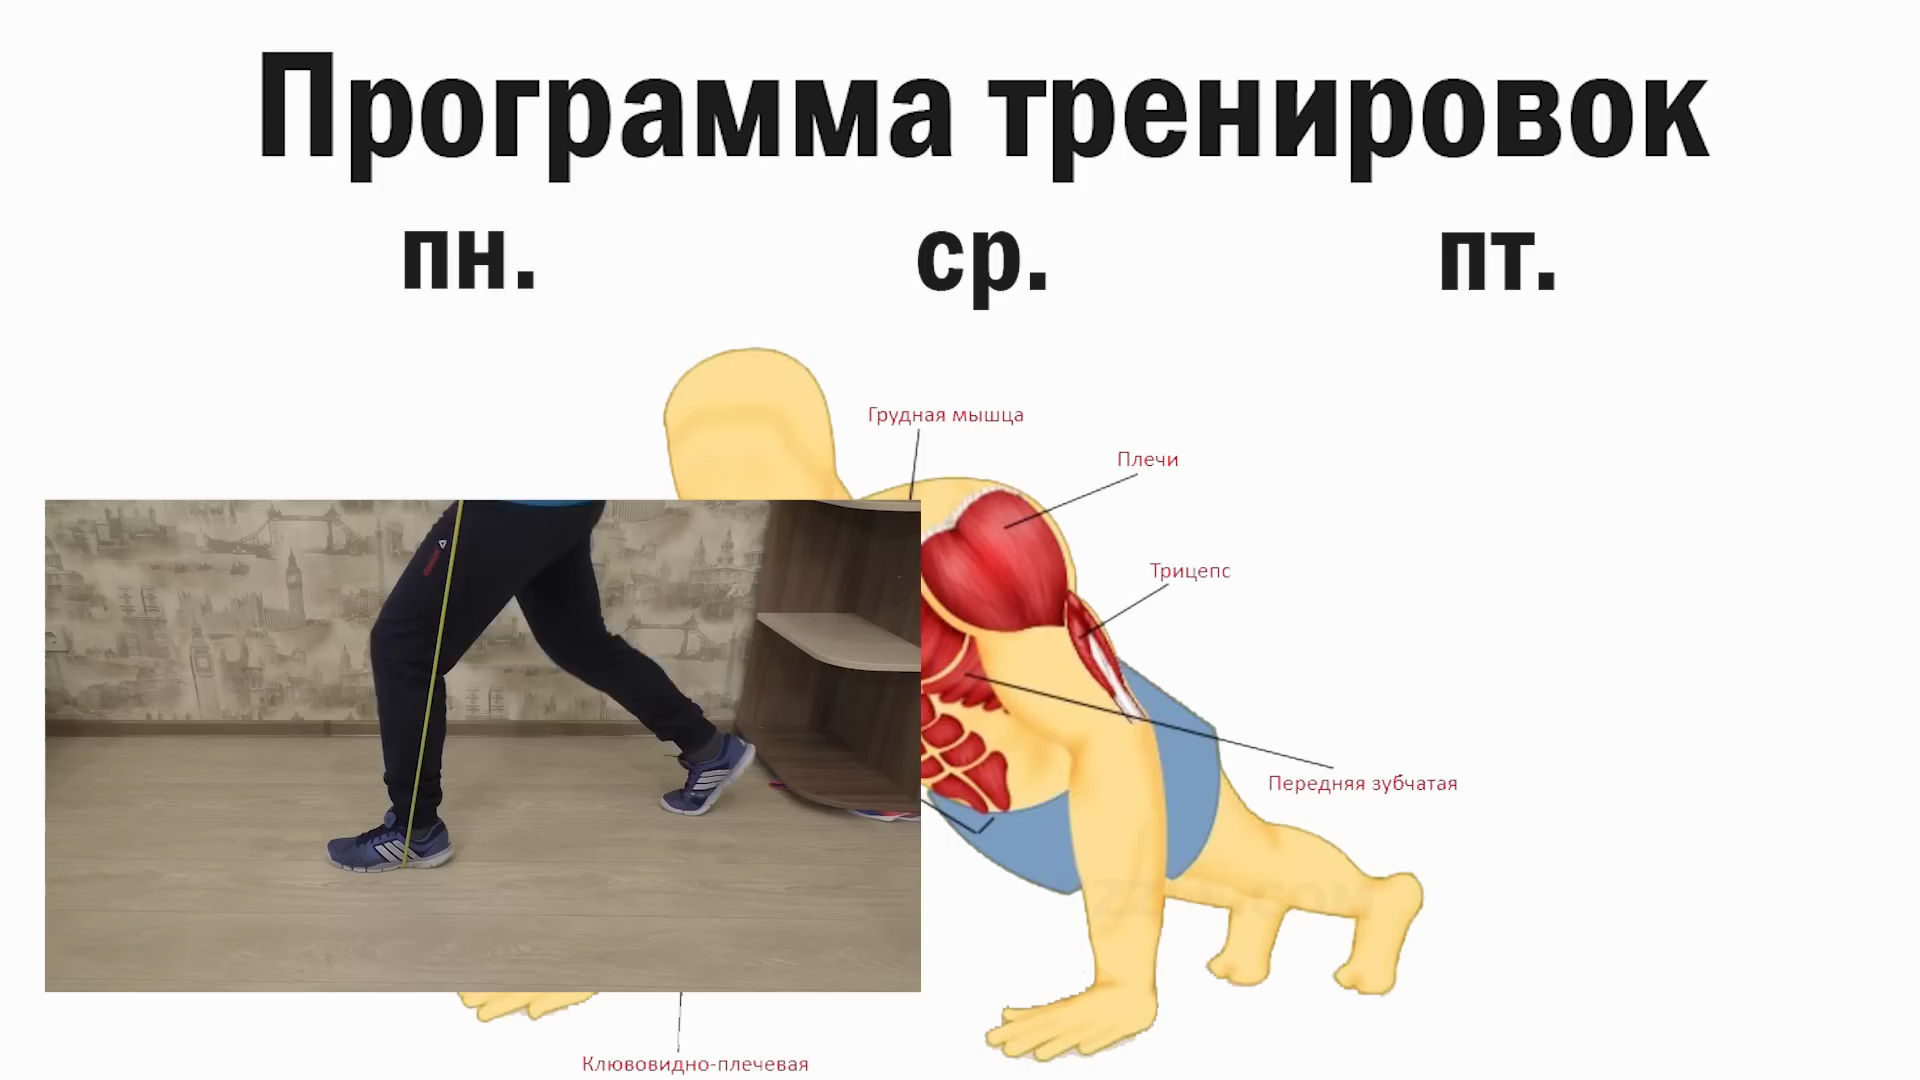 Программа тренировок
пн. ср. пт.
Грудная мышца
Плечи
Трицепс
Передняя зубчатая
Клювовидно-плечевая